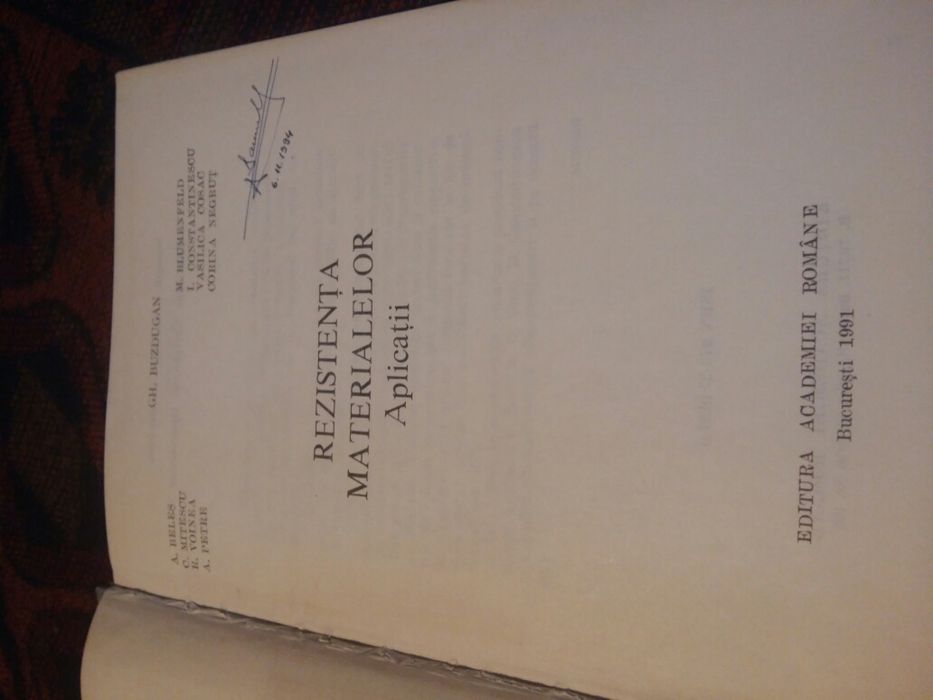 GH. BUZDUGAN
A. BELEȘ
C. MITESCU
R. VOINEA
A. PETRE
M. BLUMENFELD
I. CONSTANTINESCU
VASILICA COSAC
CORINA NEGRUȚ
6.11.1994
REZISTENȚA
MATERIALELOR
Aplicații
EDITURA ACADEMIEI ROMÂNE
București 1991